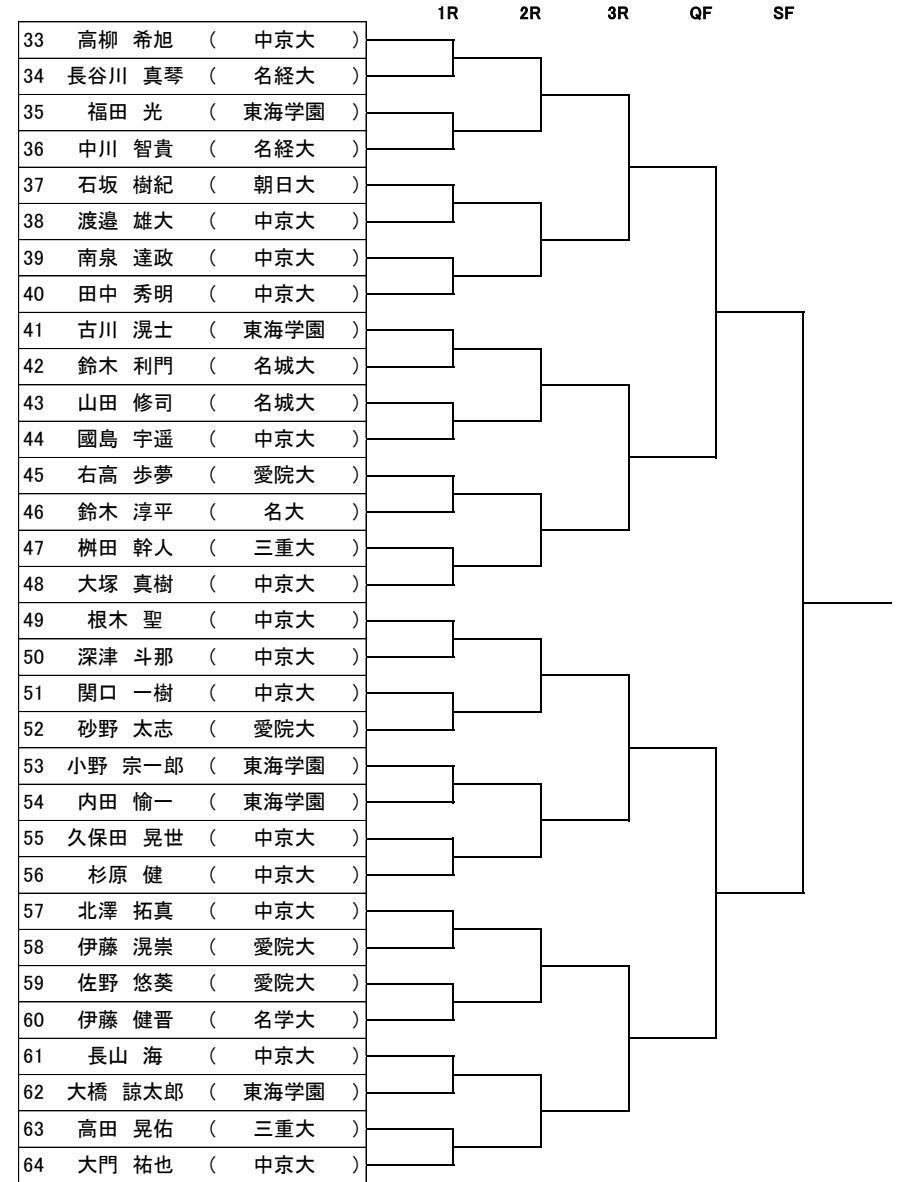 1R 2R 3R QF SF
33 高柳 希旭 ( 中京大 )
34 長谷川 真琴 ( 名経大 )
35 福田 光 ( 東海学園 )
36 中川 智貴 ( 名経大 )
37 石坂 樹紀 ( 朝日大 )
38 渡邉 雄大 ( 中京大 )
39 南泉 達政 ( 中京大 )
40 田中 秀明 ( 中京大 )
41 古川 滉士 ( 東海学園 )
42 鈴木 利門 ( 名城大 )
43 山田 修司 ( 名城大 )
44 國島 宇遥 ( 中京大 )
45 右高 歩夢 ( 愛院大 )
46 鈴木 淳平 ( 名大 )
47 桝田 幹人 ( 三重大 )
48 大塚 真樹 ( 中京大 )
49 根木 聖 ( 中京大 )
50 深津 斗那 ( 中京大 )
51 関口 一樹 ( 中京大 )
52 砂野 太志 ( 愛院大 )
53 小野 宗一郎 ( 東海学園 )
54 内田 愉一 ( 東海学園 )
55 久保田 晃世 ( 中京大 )
56 杉原 健 ( 中京大 )
57 北澤 拓真 ( 中京大 )
58 伊藤 滉崇 ( 愛院大 )
59 佐野 悠葵 ( 愛院大 )
60 伊藤 健晋 ( 名学大 )
61 長山 海 ( 中京大 )
62 大橋 諒太郎 ( 東海学園 )
63 高田 晃佑 ( 三重大 )
64 大門 祐也 ( 中京大 )